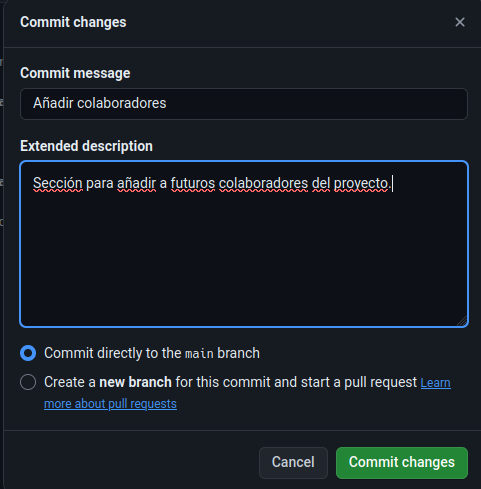 Commit changes
Commit message
Añadir colaboradores
Extended description
Sección para añadir a futuros colaboradores del proyecto.
Commit directly to the main branch
Create a new branch for this commit and start a pull request Learn
more about pull requests
Cancel
Commit changes